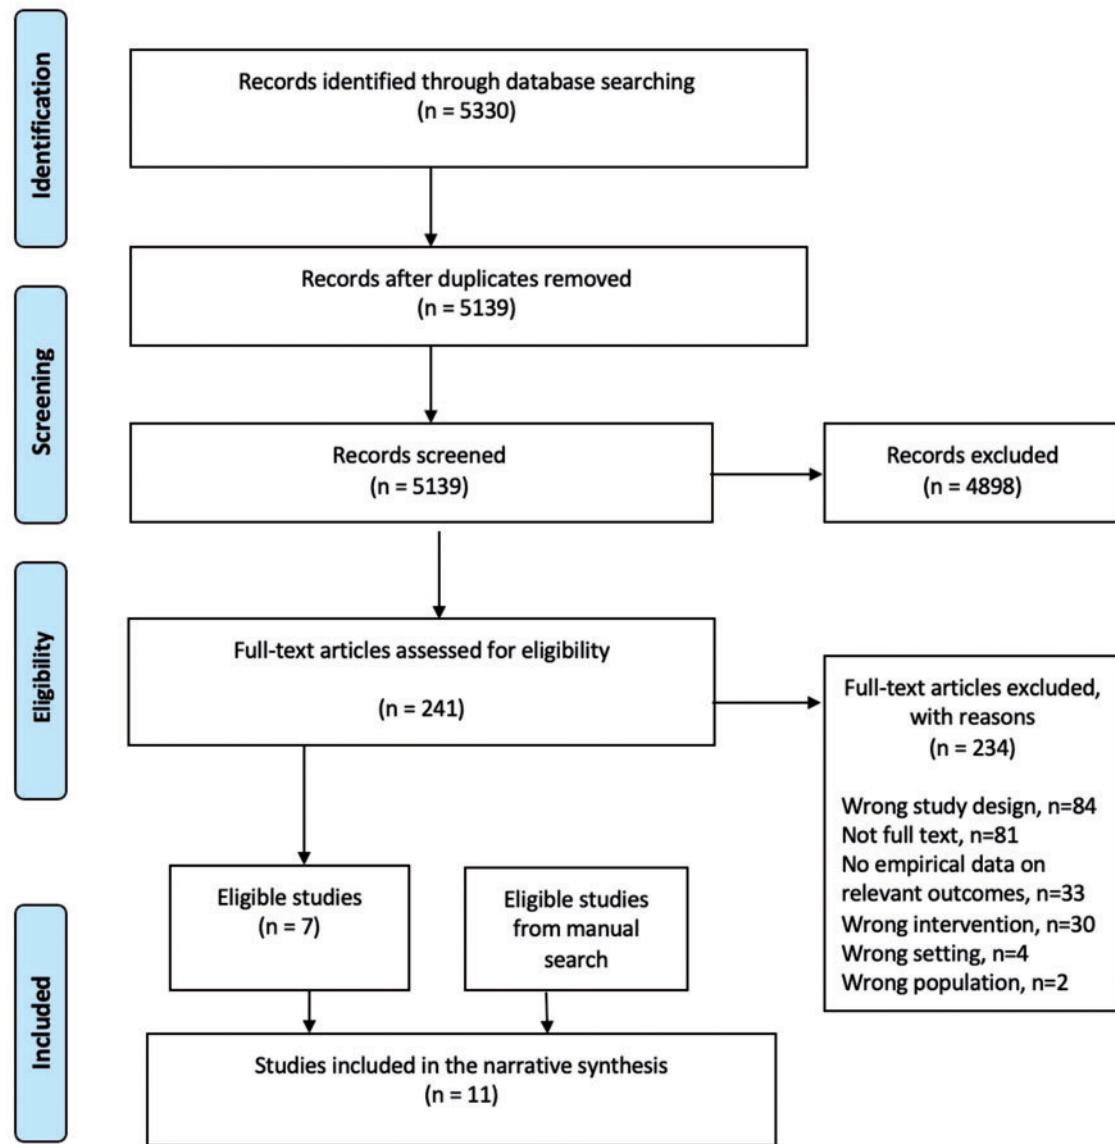 Identification
Records identified through database searching
(n = 5330)
Records after duplicates removed
(n = 5139)
Screening
Records screened
(n = 5139)
Records excluded
(n = 4898)
Eligibility
Full-text articles assessed for eligibility
(n = 241)
Full-text articles excluded,
with reasons
(n = 234)
Wrong study design, n=84
Not full text, n=81
No empirical data on
relevant outcomes, n=33
Wrong intervention, n=30
Wrong setting, n=4
Wrong population, n=2
Included
Eligible studies
(n = 7)
Eligible studies
from manual
search
Studies included in the narrative synthesis
(n = 11)